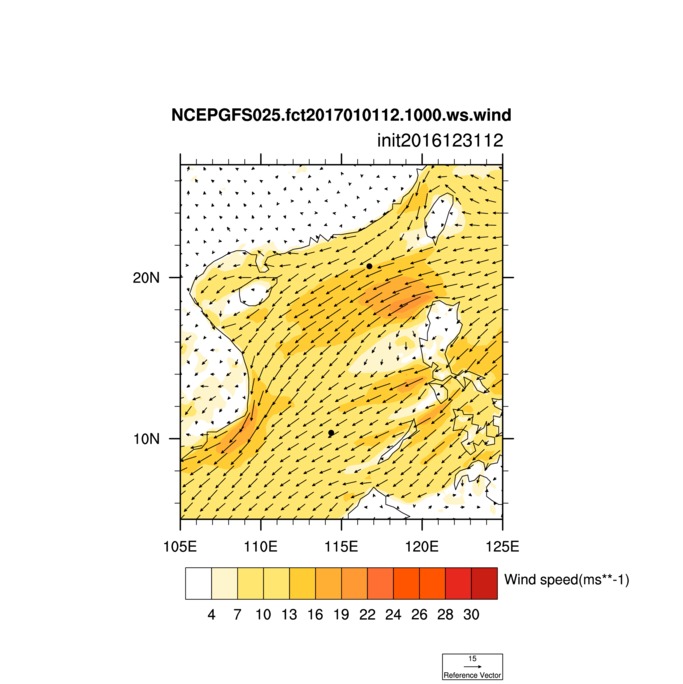 NCEPGFS025.fct2017010112.1000.ws.wind
init2016123112
20N
10N
105E 110E 115E 120E 125E
Wind speed(ms**-1)
4 7 10 13 16 19 22 24 26 28 30
15
Reference Vector